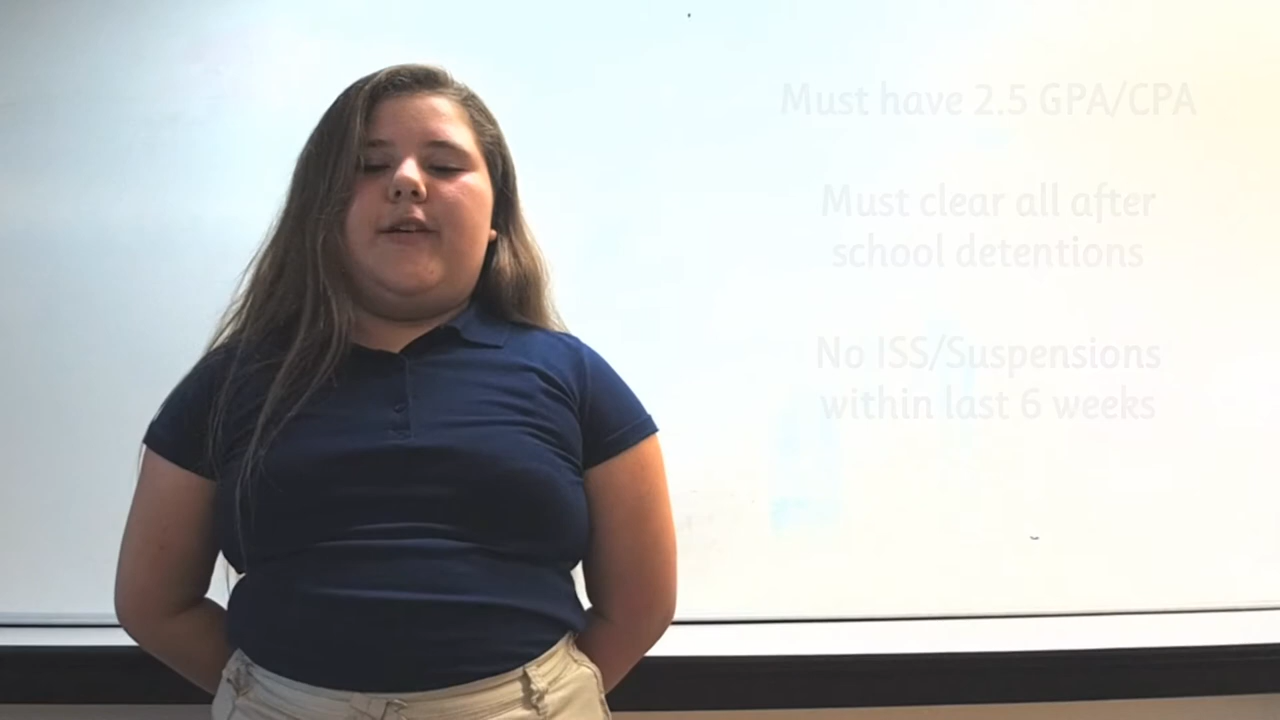 Must have 2.5 GPA/CPA
Must clear all after
school detentions
No ISS/Suspensions
within last 6 weeks